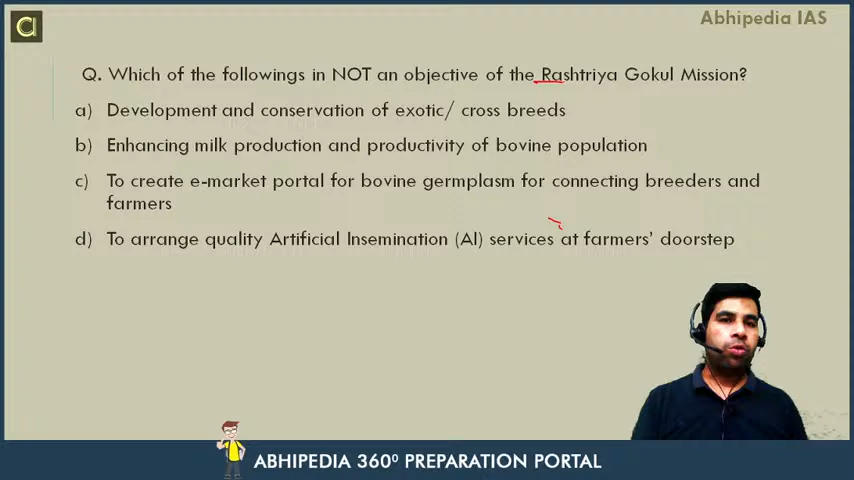 Abhipedia IAS
Q. Which of the followings in NOT an objective of the Rashtriya Gokul Mission?
a) Development and conservation of exotic/ cross breeds
b) Enhancing milk production and productivity of bovine population
c) To create e-market portal for bovine germplasm for connecting breeders and
farmers
d) To arrange quality Artificial Insemination (AI) services at farmers' doorstep
ABHIPEDIA 360⁰ PREPARATION PORTAL